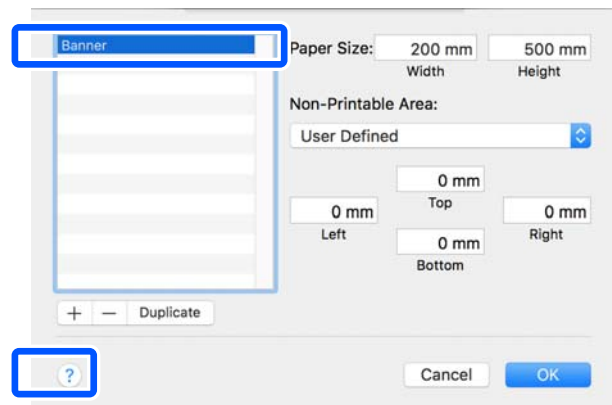 Banner
Paper Size: 200 mm 500 mm
Width Height
Non-Printable Area:
User Defined
0 mm
Top
0 mm 0 mm
Left Right
0 mm
Bottom
+ − Duplicate
? Cancel OK